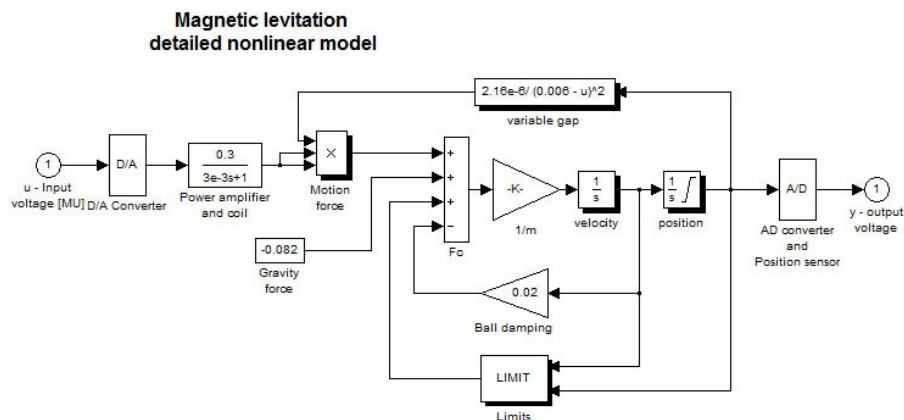 Magnetic levitation
detailed nonlinear model
2.16e-6/ (0.006 - u)^2
variable gap
1
u - Input
voltage [MU]
D/A
D/A Converter
0.3
3e-3s+1
Power amplifier
and coil
×
Motion
force
-0.082
Gravity
force
+
+
+
−
Fc
-K-
1/m
1
s
velocity
1
s
position
A/D
AD converter
and
Position sensor
1
y - output
voltage
0.02
Ball damping
LIMIT
Limits